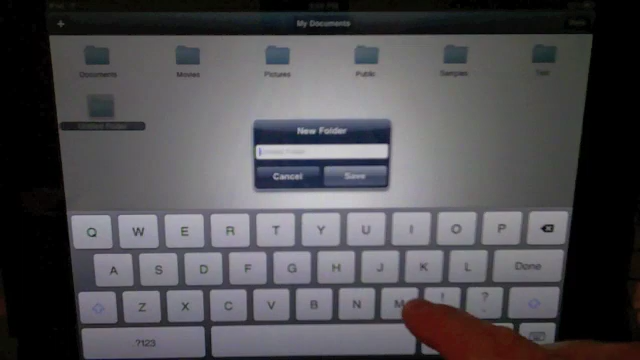 My Documents
Documents
Movies
Pictures
Public
Samples
New Folder
Cancel
Save
Q W E R T Y U I O P
A S D F G H J K L Done
Z X C V B N M ! ?
.?123